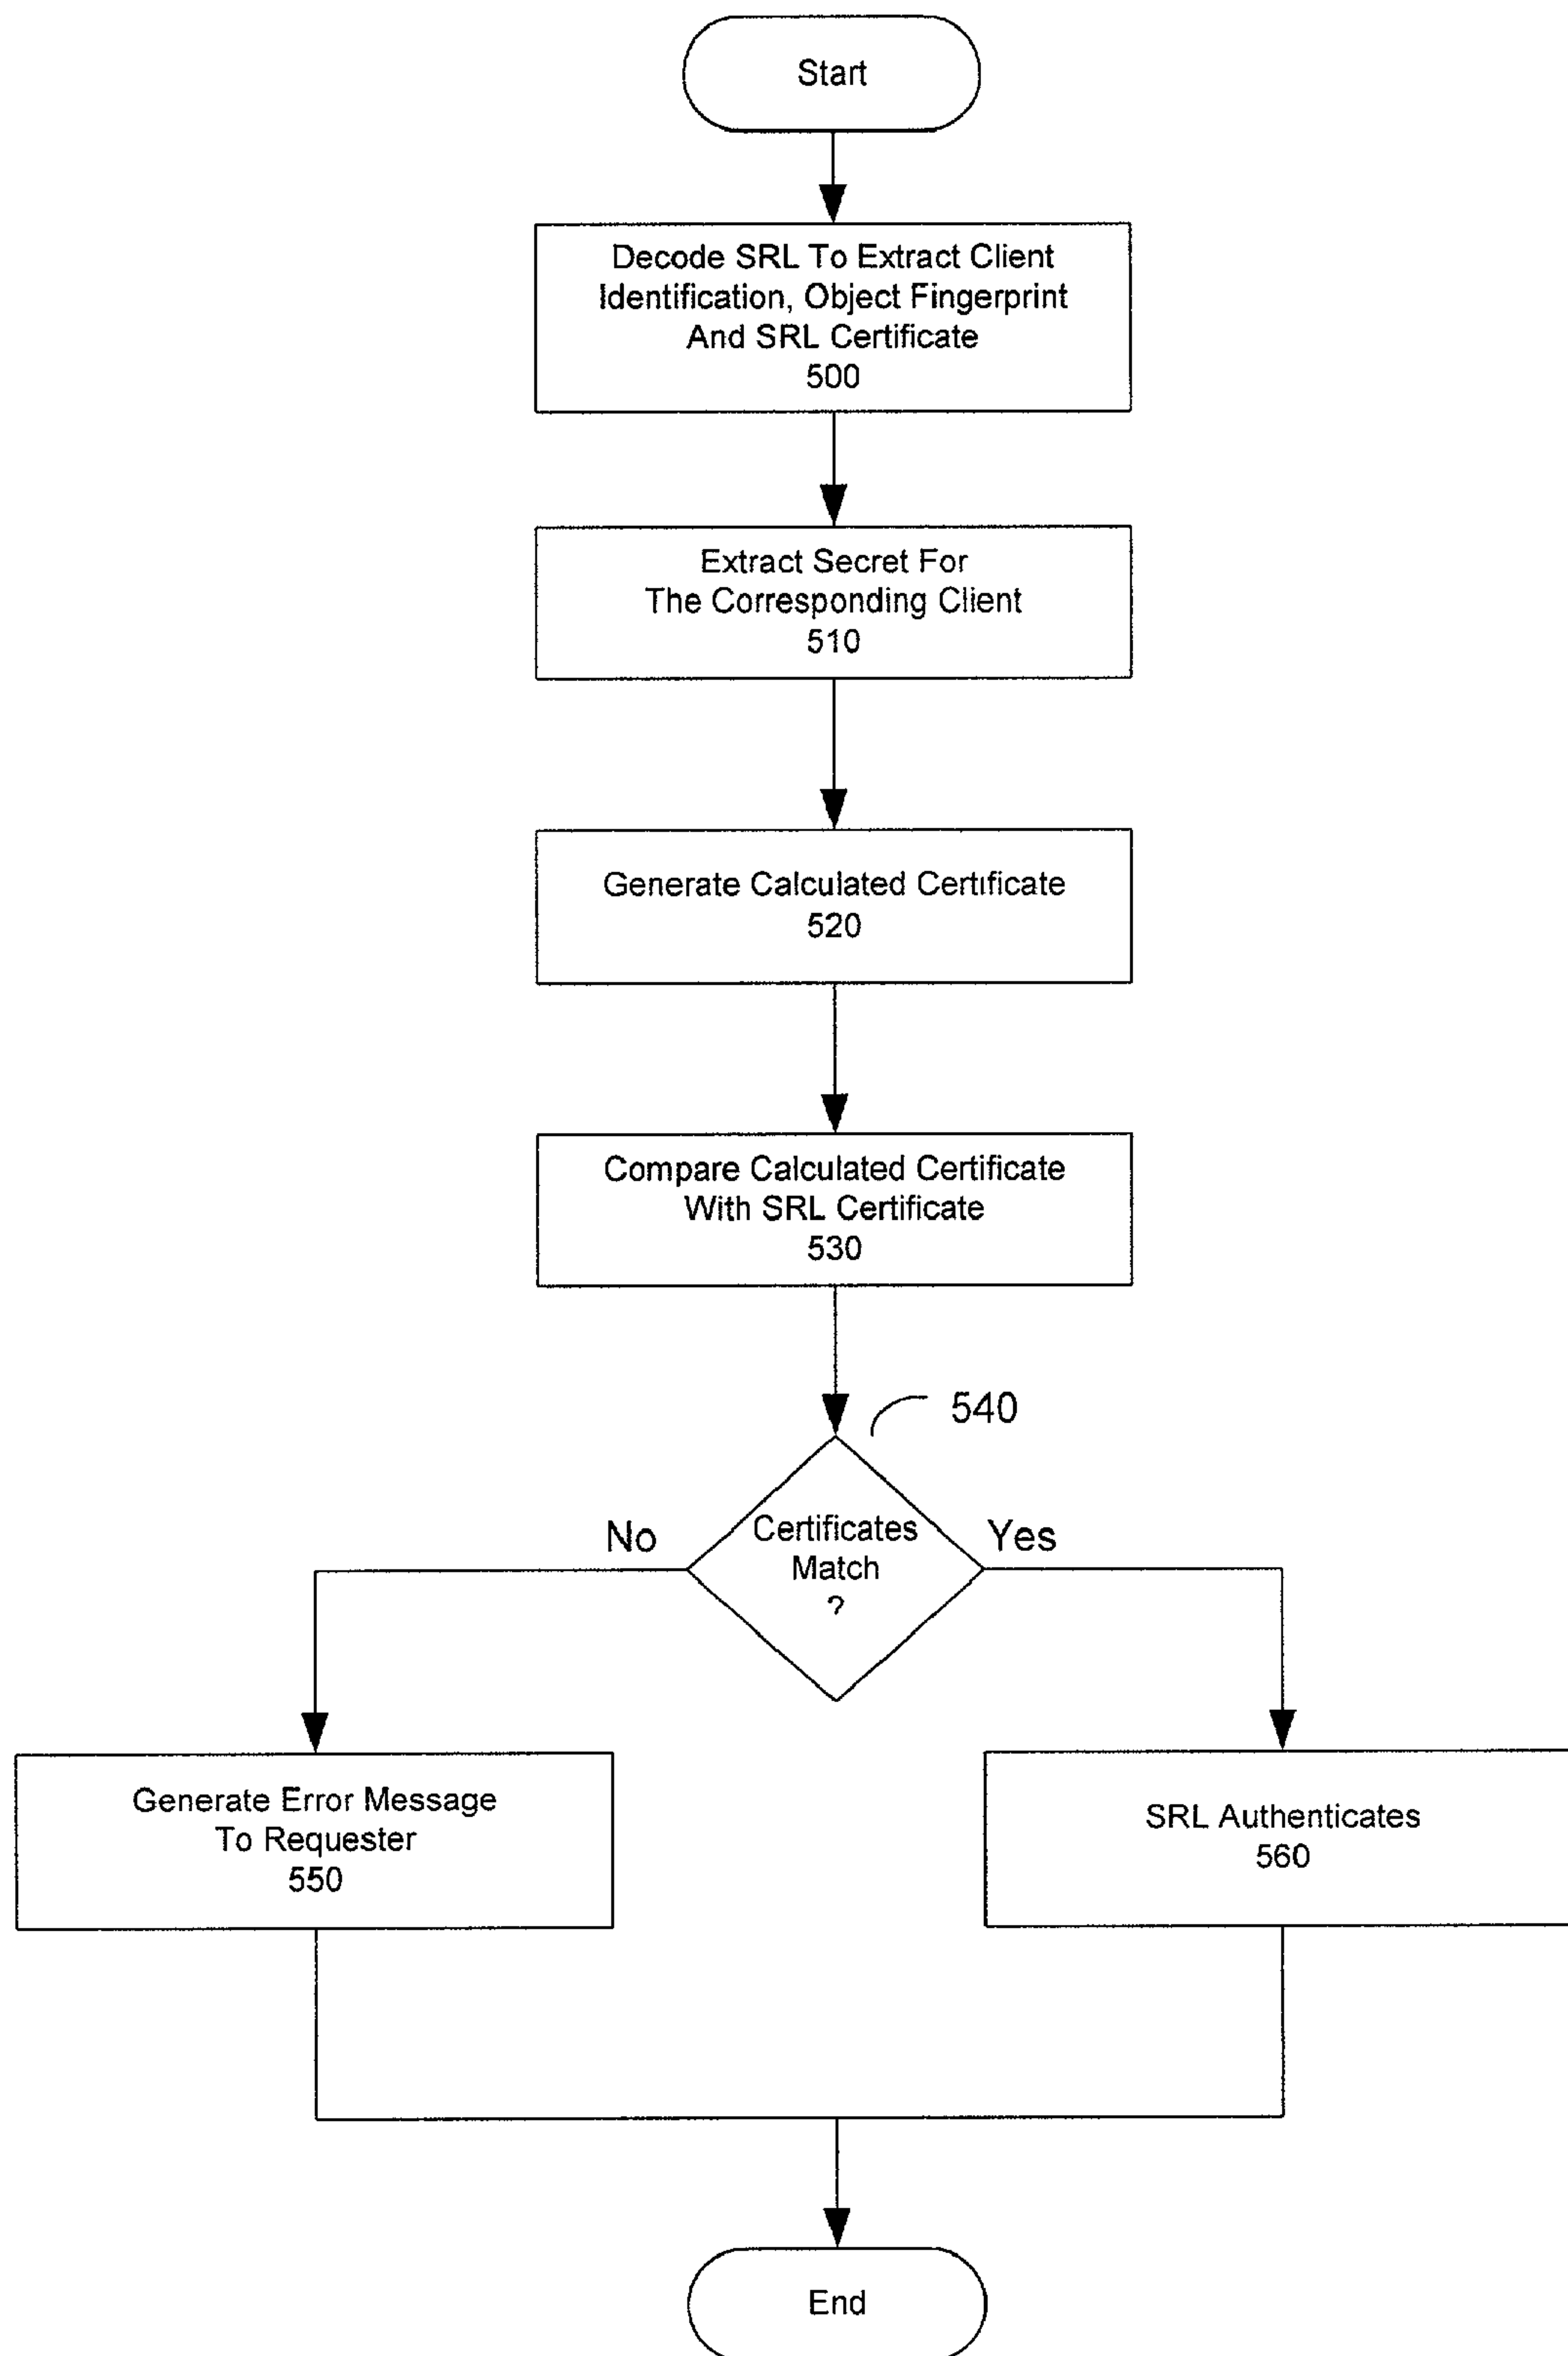 Start
Decode SRL To Extract Client
Identification, Object Fingerprint
And SRL Certificate
500
Extract Secret For
The Corresponding Client
510
Generate Calculated Certificate
520
Compare Calculated Certificate
With SRL Certificate
530
540
Certificates
Match
?
No
Yes
Generate Error Message
To Requester
550
SRL Authenticates
560
End